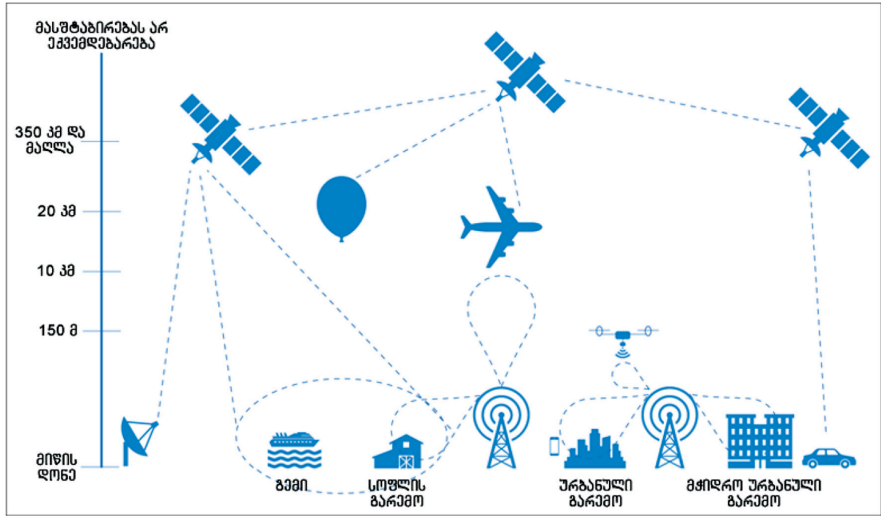 მასშტაბირებას არ
ექვემდებარება
350 კმ და
მაღლა
20 კმ
10 კმ
150 მ
მიწის
დონე
გემი
სოფლის
გარემო
ურბანული
გარემო
მჭიდრო ურბანული
გარემო